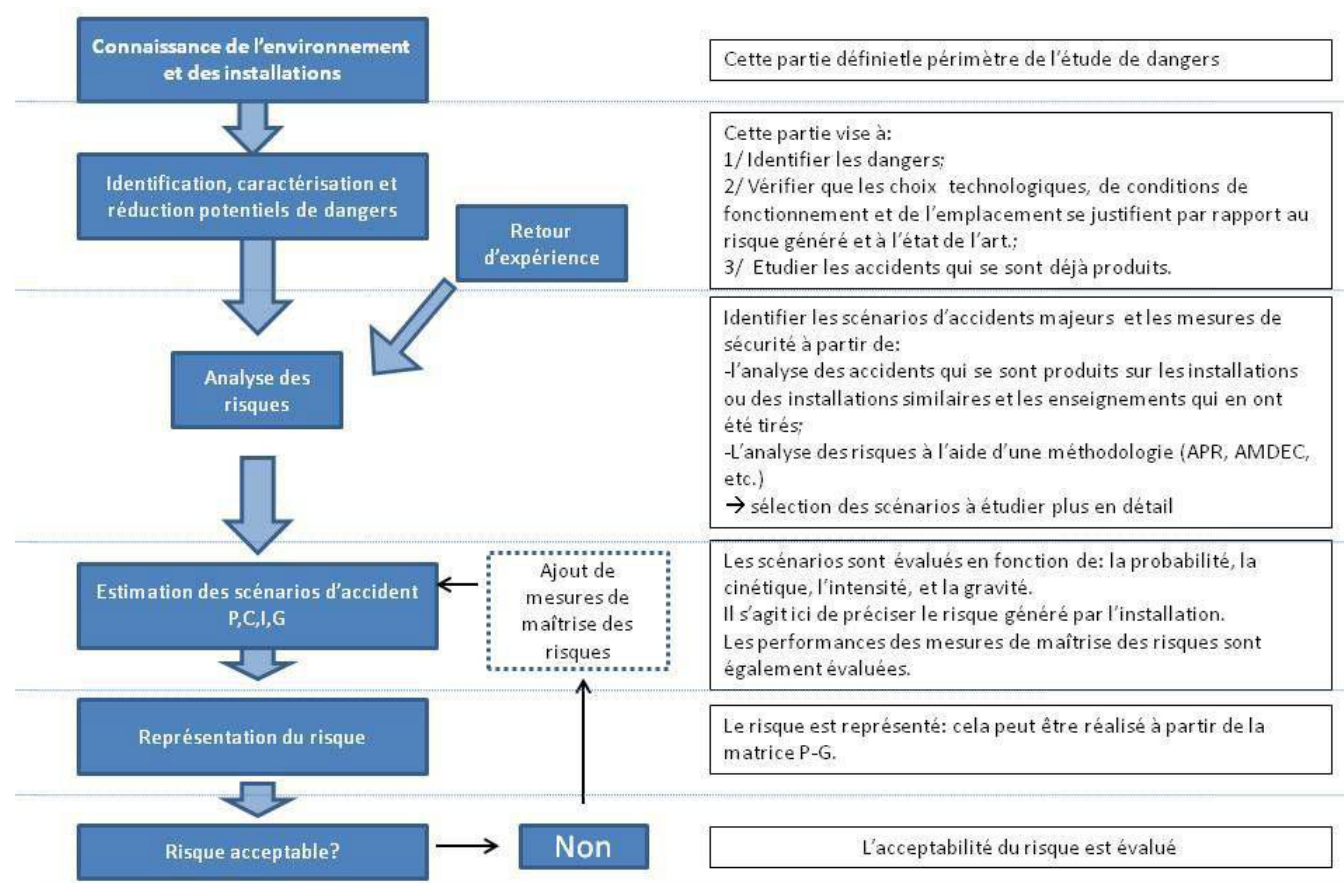 Connaissance de l'environnement
et des installations
Cette partie définietle périmètre de l'étude de dangers
Identification, caractérisation et
réduction potentiels de dangers
Retour
d'expérience
Cette partie vise à:
1/ Identifier les dangers;
2/ Vérifier que les choix technologiques, de conditions de
fonctionnement et de l'emplacement se justifient par rapport au
risque généré et à l'état de l'art.;
3/ Etudier les accidents qui se sont déjà produits.
Analyse des
risques
Identifier les scénarios d'accidents majeurs et les mesures de
sécurité à partir de:
-l'analyse des accidents qui se sont produits sur les installations
ou des installations similaires et les enseignements qui en ont
été tirés;
-L'analyse des risques à l'aide d'une méthodologie (APR, AMDEC,
etc.)
→ sélection des scénarios à étudier plus en détail
Estimation des scénarios d'accident
P,C,I,G
Ajout de
mesures de
maîtrise des
risques
Les scénarios sont évalués en fonction de: la probabilité, la
cinétique, l'intensité, et la gravité.
Il s'agit ici de préciser le risque généré par l'installation.
Les performances des mesures de maîtrise des risques sont
également évaluées.
Représentation du risque
Le risque est représenté: cela peut être réalisé à partir de la
matrice P-G.
Risque acceptable?
Non
L'acceptabilité du risque est évalué